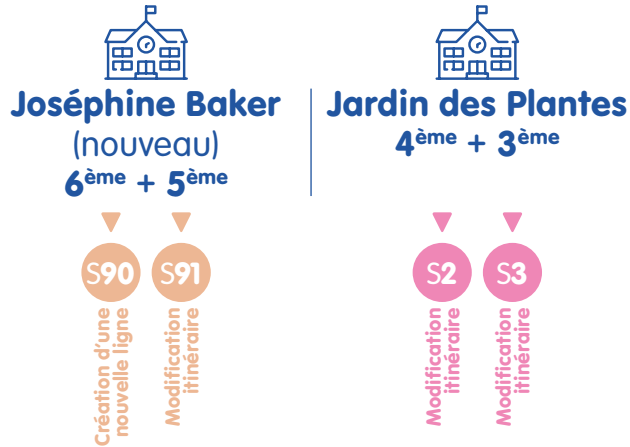 Joséphine Baker
(nouveau)
6ème + 5ème
Jardin des Plantes
4ème + 3ème
S90
Création d'une
nouvelle ligne
S91
Modification
itinéraire
S2
Modification
itinéraire
S3
Modification
itinéraire